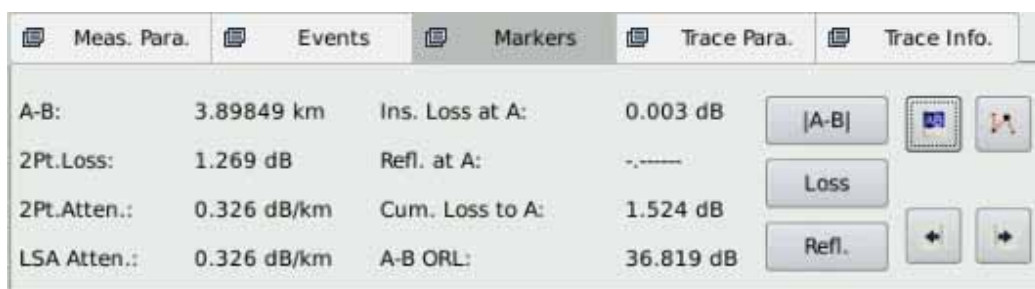 Meas. Para. Events Markers Trace Para. Trace Info.
A-B: 3.89849 km Ins. Loss at A: 0.003 dB |A-B|
2Pt.Loss: 1.269 dB Refl. at A: -.-----
Loss
2Pt.Atten.: 0.326 dB/km Cum. Loss to A: 1.524 dB
LSA Atten.: 0.326 dB/km A-B ORL: 36.819 dB Refl.